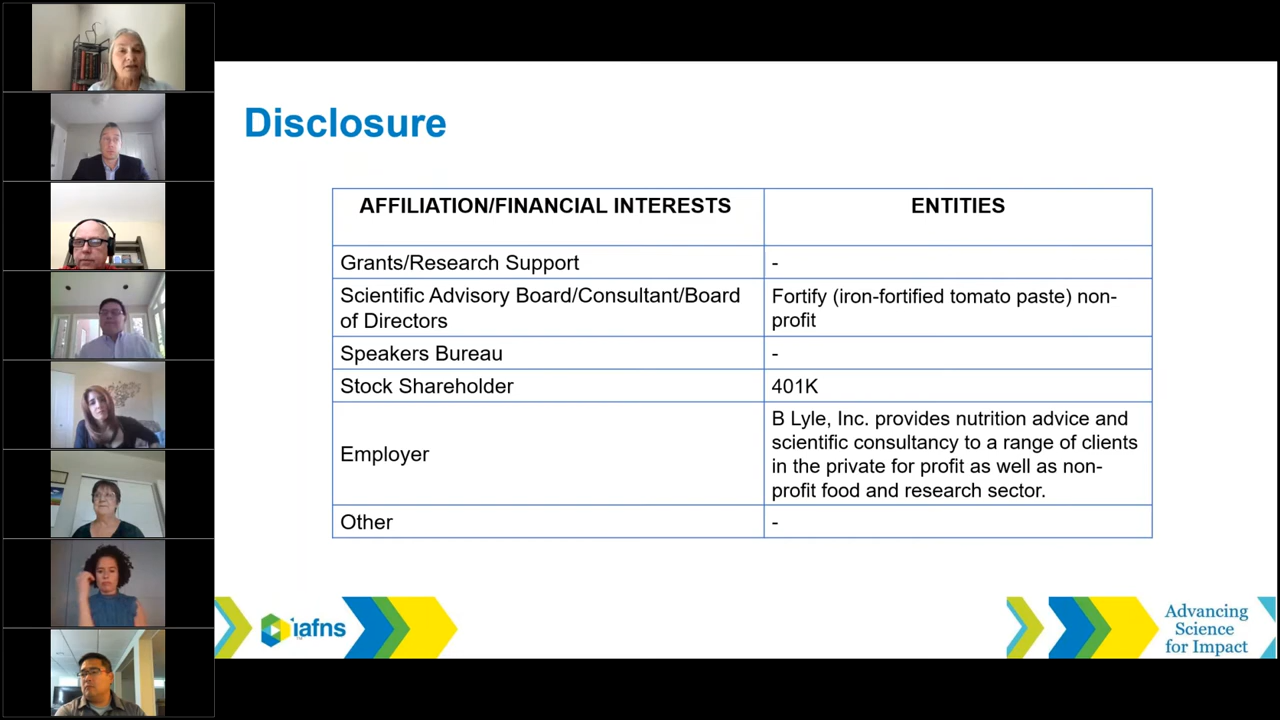 Disclosure
AFFILIATION/FINANCIAL INTERESTS
ENTITIES
Grants/Research Support
-
Scientific Advisory Board/Consultant/Board
of Directors
Fortify (iron-fortified tomato paste) non-
profit
Speakers Bureau
-
Stock Shareholder
401K
Employer
B Lyle, Inc. provides nutrition advice and
scientific consultancy to a range of clients
in the private for profit as well as non-
profit food and research sector.
Other
-
iafns
Advancing
Science
for Impact